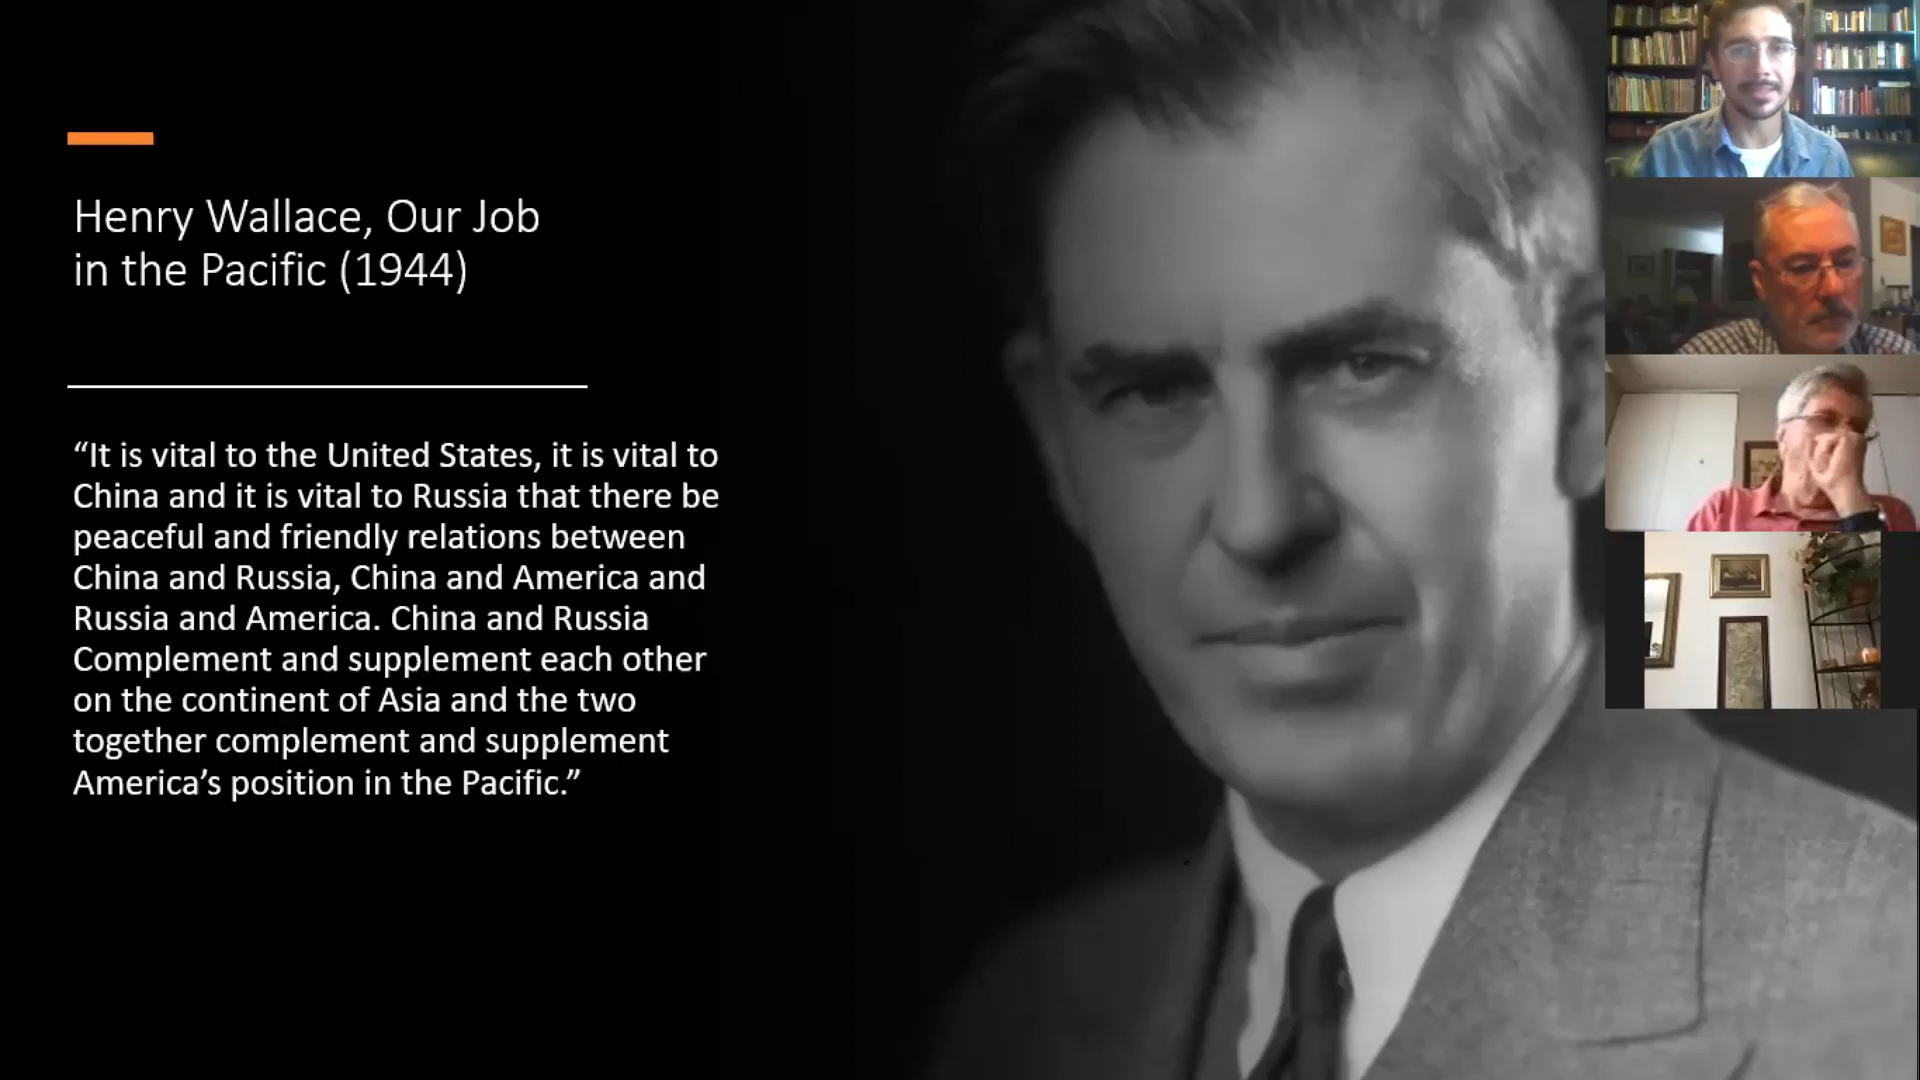 Henry Wallace, Our Job
in the Pacific (1944)
“It is vital to the United States, it is vital to
China and it is vital to Russia that there be
peaceful and friendly relations between
China and Russia, China and America and
Russia and America. China and Russia
Complement and supplement each other
on the continent of Asia and the two
together complement and supplement
America’s position in the Pacific.”